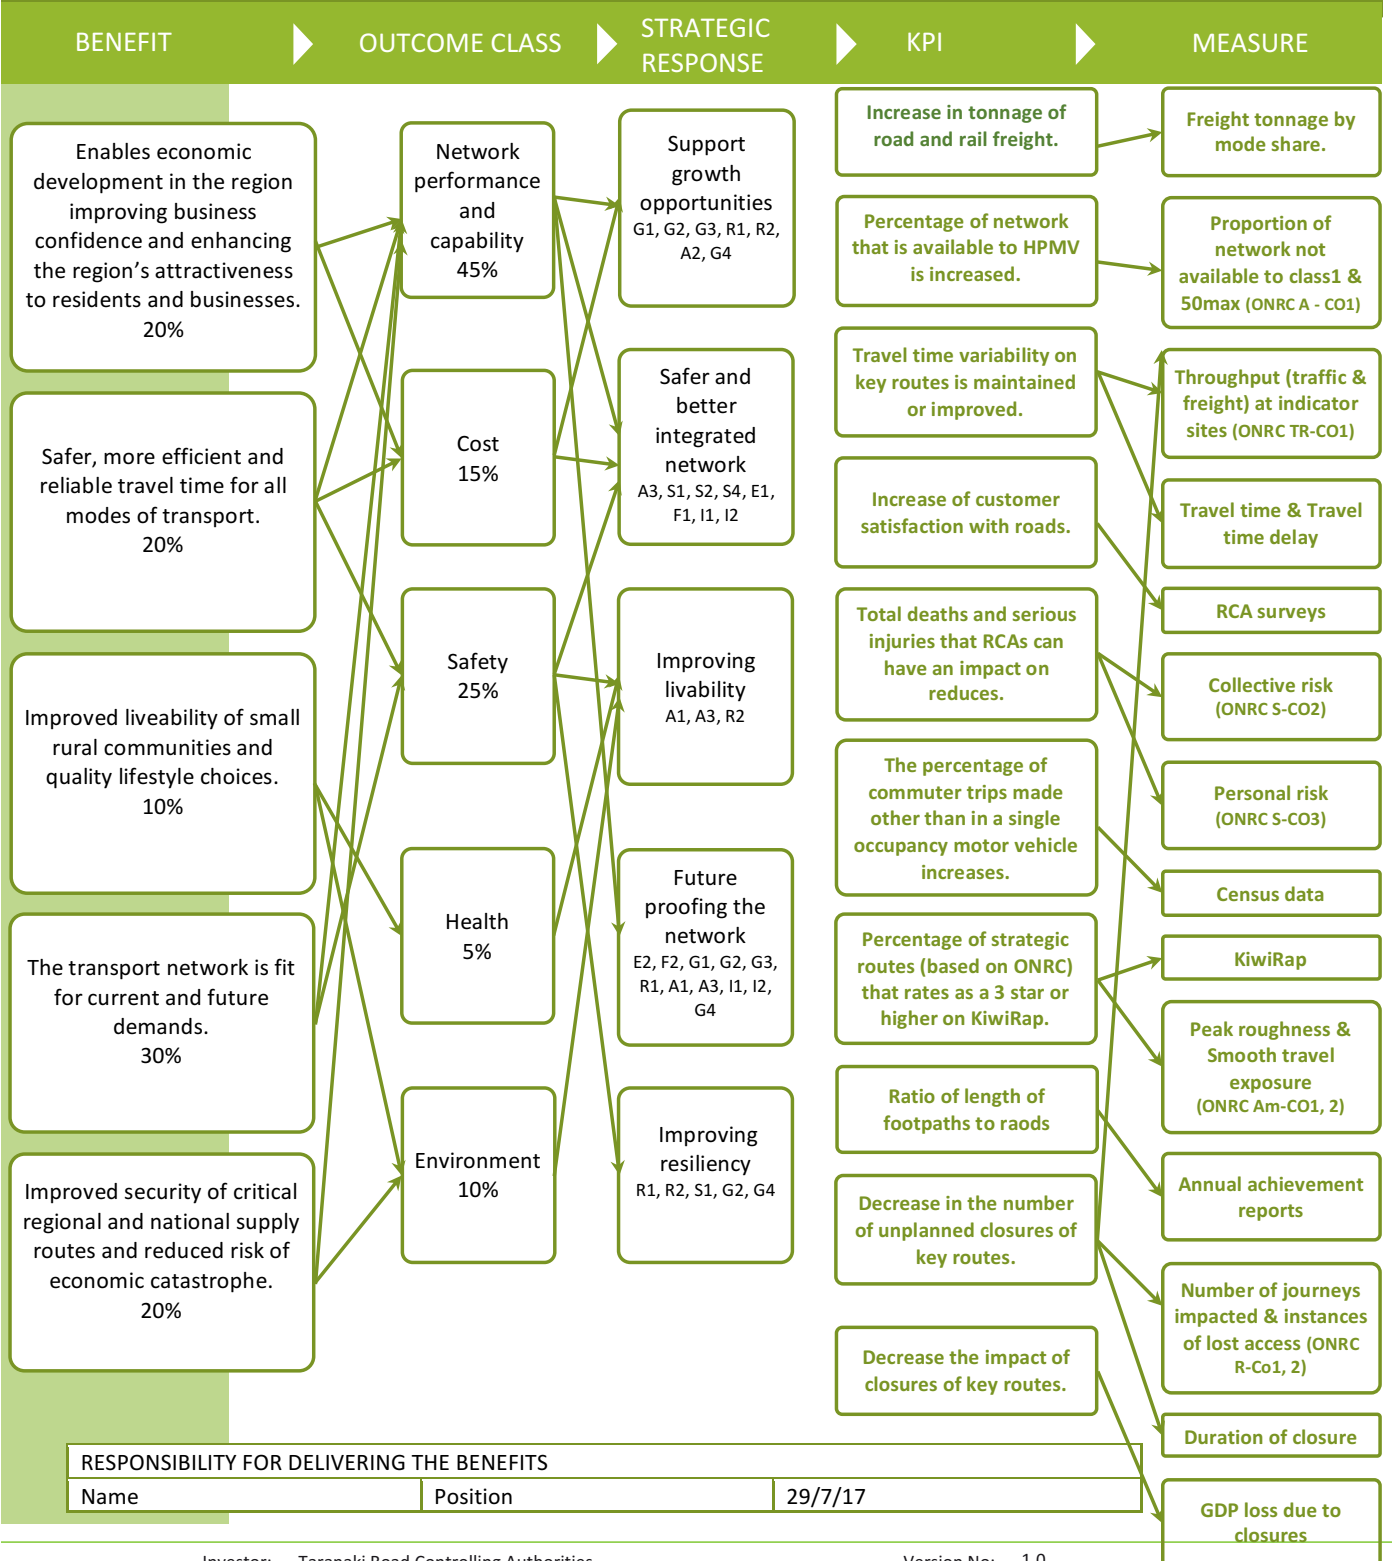 BENEFIT
OUTCOME CLASS
STRATEGIC
RESPONSE
KPI
MEASURE
Enables economic
development in the region
improving business
confidence and enhancing
the region’s attractiveness
to residents and businesses.
20%
Safer, more efficient and
reliable travel time for all
modes of transport.
20%
Improved liveability of small
rural communities and
quality lifestyle choices.
10%
The transport network is fit
for current and future
demands.
30%
Improved security of critical
regional and national supply
routes and reduced risk of
economic catastrophe.
20%
Network
performance
and
capability
45%
Cost
15%
Safety
25%
Health
5%
Environment
10%
Support
growth
opportunities
G1, G2, G3, R1, R2,
A2, G4
Safer and
better
integrated
network
A3, S1, S2, S4, E1,
F1, I1, I2
Improving
livability
A1, A3, R2
Future
proofing the
network
E2, F2, G1, G2, G3,
R1, A1, A3, I1, I2,
G4
Improving
resiliency
R1, R2, S1, G2, G4
Increase in tonnage of
road and rail freight.
Percentage of network
that is available to HPMV
is increased.
Travel time variability on
key routes is maintained
or improved.
Increase of customer
satisfaction with roads.
Total deaths and serious
injuries that RCAs can
have an impact on
reduces.
The percentage of
commuter trips made
other than in a single
occupancy motor vehicle
increases.
Percentage of strategic
routes (based on ONRC)
that rates as a 3 star or
higher on KiwiRap.
Ratio of length of
footpaths to raods
Decrease in the number
of unplanned closures of
key routes.
Decrease the impact of
closures of key routes.
Freight tonnage by
mode share.
Proportion of
network not
available to class1 &
50max (ONRC A - CO1)
Throughput (traffic &
freight) at indicator
sites (ONRC TR-CO1)
Travel time & Travel
time delay
RCA surveys
Collective risk
(ONRC S-CO2)
Personal risk
(ONRC S-CO3)
Census data
KiwiRap
Peak roughness &
Smooth travel
exposure
(ONRC Am-CO1, 2)
Annual achievement
reports
Number of journeys
impacted & instances
of lost access (ONRC
R-Co1, 2)
Duration of closure
GDP loss due to
closures
RESPONSIBILITY FOR DELIVERING THE BENEFITS
Name
Position
29/7/17
Investor: Taranaki Road Controlling Authorities
Version No: 1.0